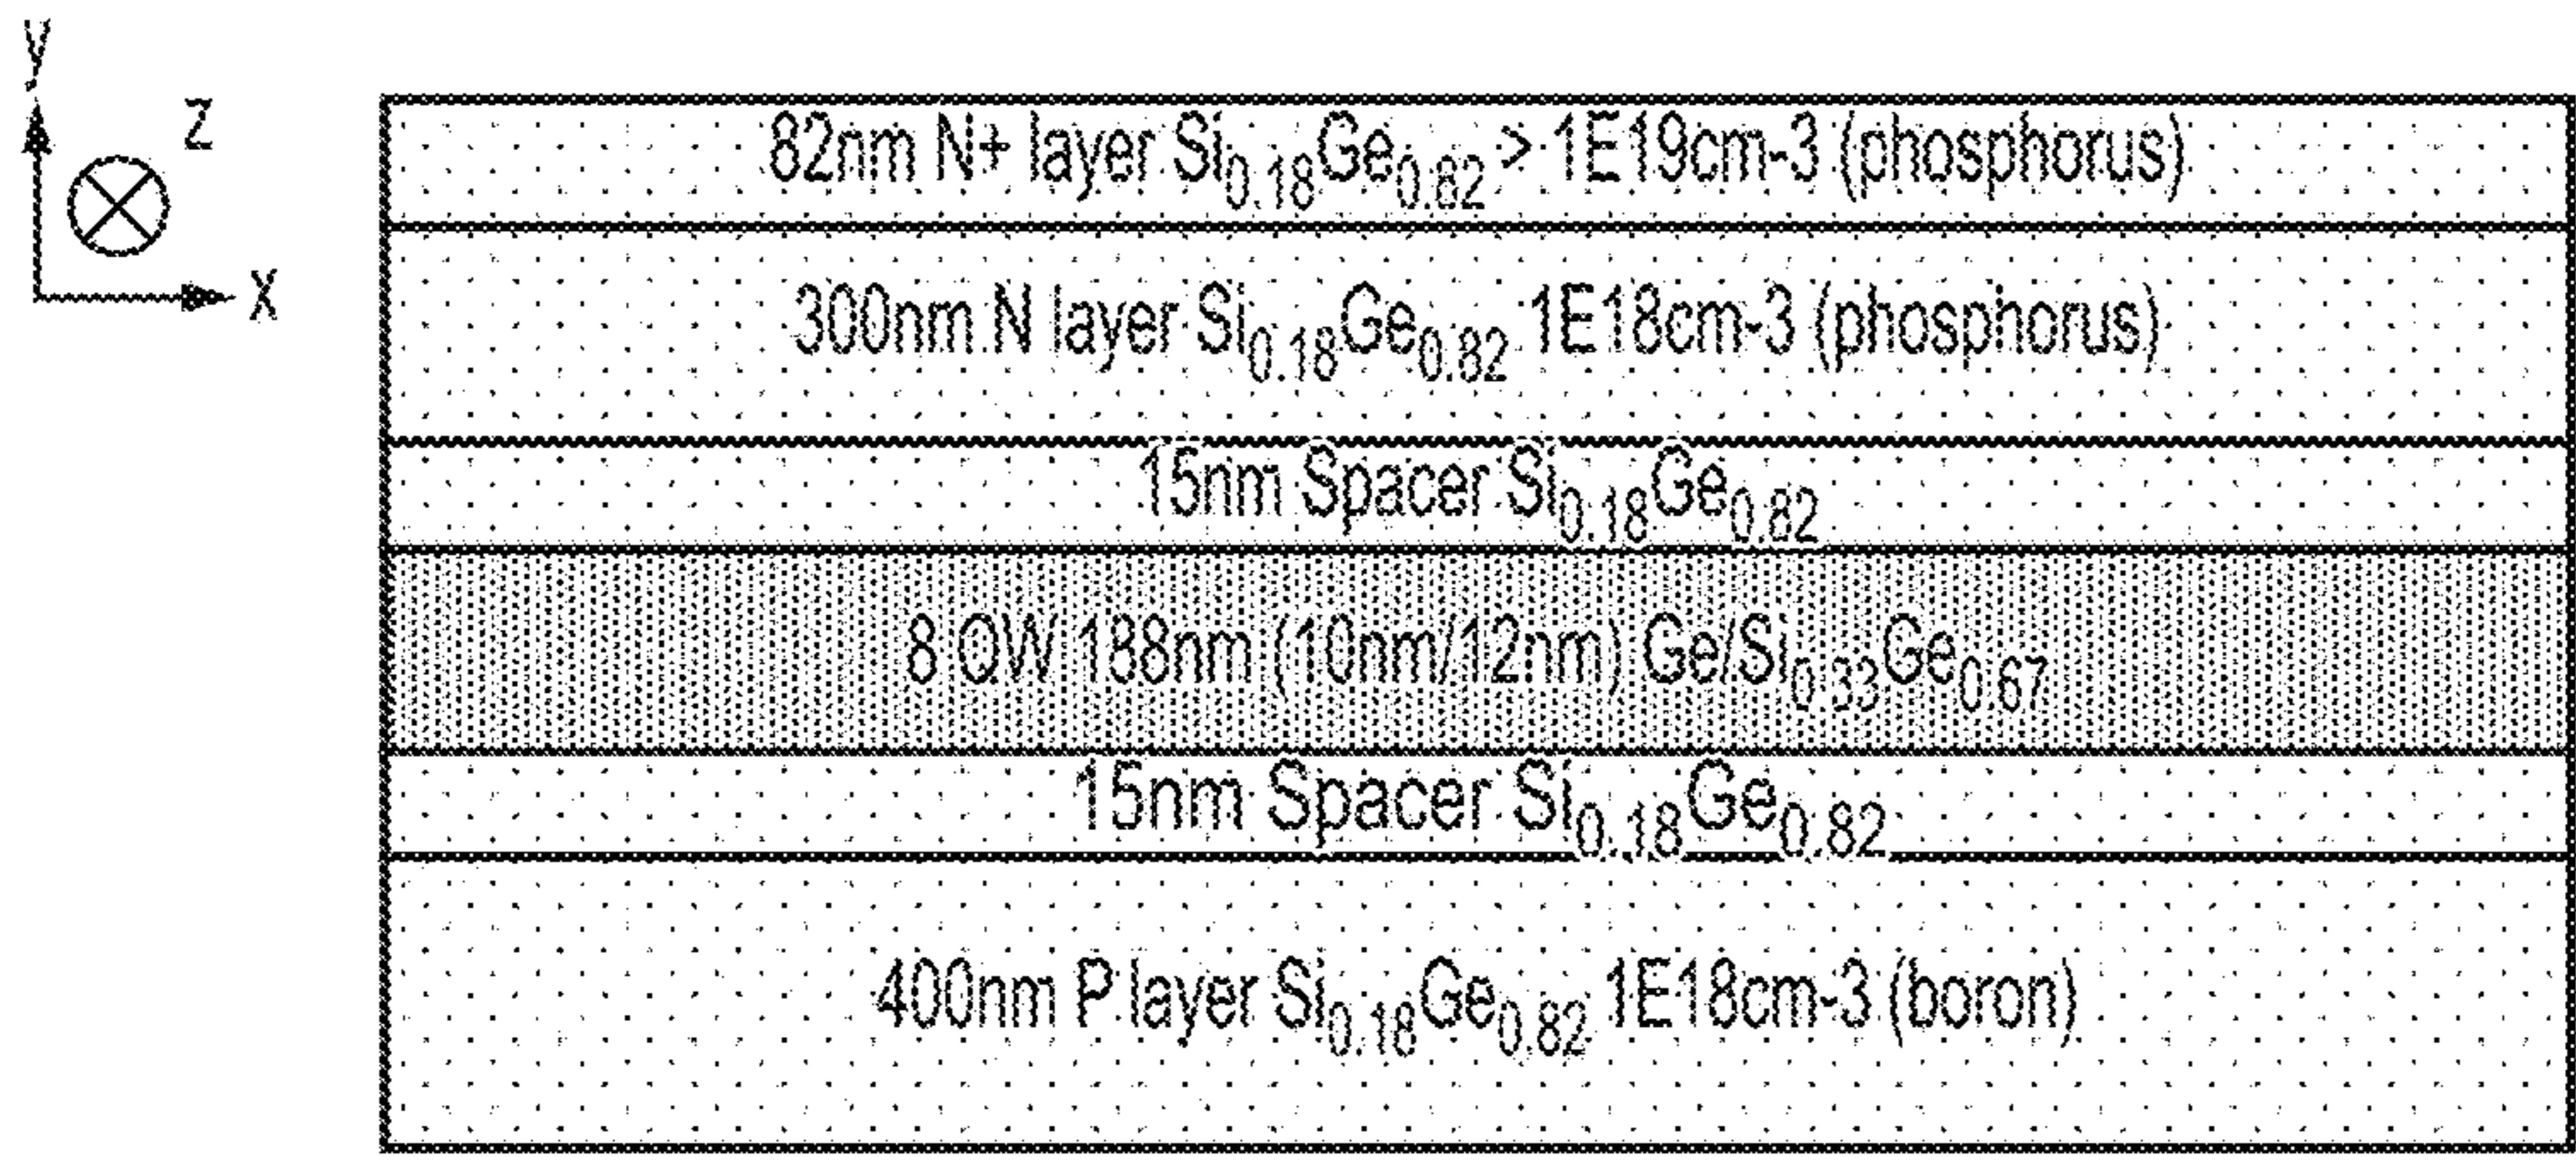 y
Z
X
82nm N+ layer Si0.18Ge0.82 > 1E19cm-3 (phosphorus)
300nm N layer Si0.18Ge0.82 1E18cm-3 (phosphorus)
15nm Spacer Si0.18Ge0.82
8 QW 188nm (10nm/12nm) Ge/Si0.33Ge0.67
15nm Spacer Si0.18Ge0.82
400nm P layer Si0.18Ge0.82 1E18cm-3 (boron)